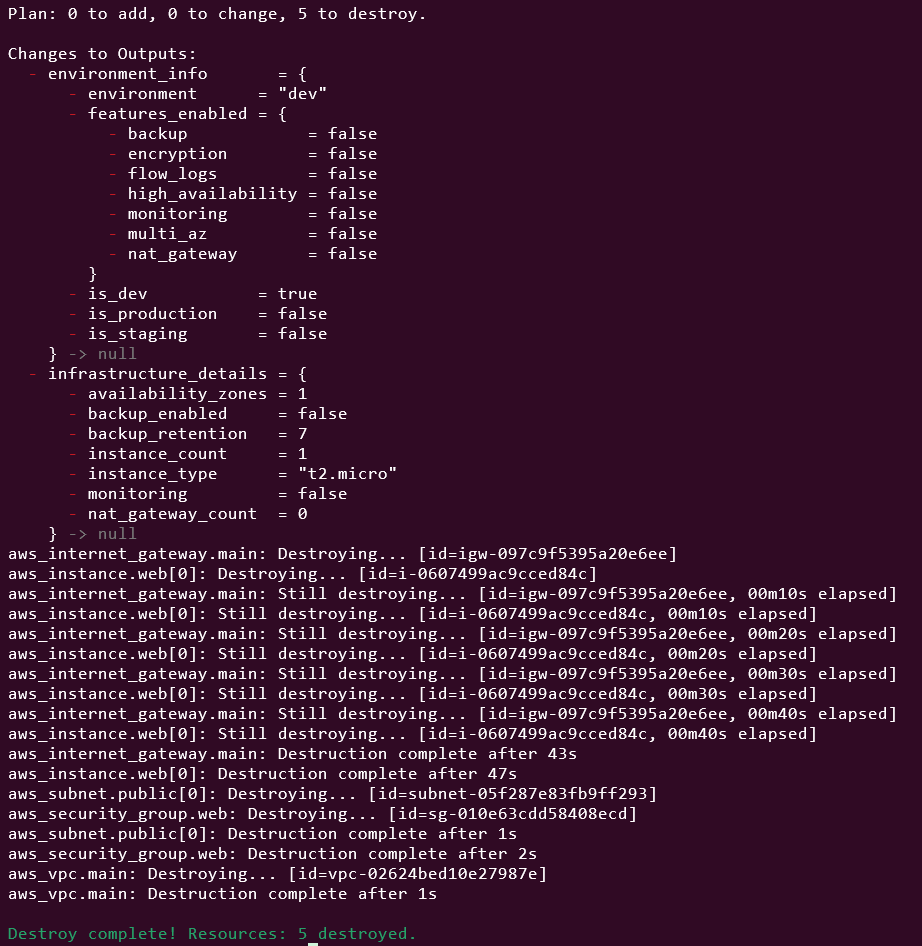 Plan: 0 to add, 0 to change, 5 to destroy.

Changes to Outputs:
  - environment_info       = {
      - environment      = "dev"
      - features_enabled = {
          - backup            = false
          - encryption        = false
          - flow_logs         = false
          - high_availability = false
          - monitoring        = false
          - multi_az          = false
          - nat_gateway       = false
        }
      - is_dev           = true
      - is_production    = false
      - is_staging       = false
    } -> null
  - infrastructure_details = {
      - availability_zones = 1
      - backup_enabled     = false
      - backup_retention   = 7
      - instance_count     = 1
      - instance_type      = "t2.micro"
      - monitoring         = false
      - nat_gateway_count  = 0
    } -> null
aws_internet_gateway.main: Destroying... [id=igw-097c9f5395a20e6ee]
aws_instance.web[0]: Destroying... [id=i-0607499ac9cced84c]
aws_internet_gateway.main: Still destroying... [id=igw-097c9f5395a20e6ee, 00m10s elapsed]
aws_instance.web[0]: Still destroying... [id=i-0607499ac9cced84c, 00m10s elapsed]
aws_internet_gateway.main: Still destroying... [id=igw-097c9f5395a20e6ee, 00m20s elapsed]
aws_instance.web[0]: Still destroying... [id=i-0607499ac9cced84c, 00m20s elapsed]
aws_internet_gateway.main: Still destroying... [id=igw-097c9f5395a20e6ee, 00m30s elapsed]
aws_instance.web[0]: Still destroying... [id=i-0607499ac9cced84c, 00m30s elapsed]
aws_internet_gateway.main: Still destroying... [id=igw-097c9f5395a20e6ee, 00m40s elapsed]
aws_instance.web[0]: Still destroying... [id=i-0607499ac9cced84c, 00m40s elapsed]
aws_internet_gateway.main: Destruction complete after 43s
aws_instance.web[0]: Destruction complete after 47s
aws_subnet.public[0]: Destroying... [id=subnet-05f287e83fb9ff293]
aws_security_group.web: Destroying... [id=sg-010e63cdd58408ecd]
aws_subnet.public[0]: Destruction complete after 1s
aws_security_group.web: Destruction complete after 2s
aws_vpc.main: Destroying... [id=vpc-02624bed10e27987e]
aws_vpc.main: Destruction complete after 1s

Destroy complete! Resources: 5 destroyed.